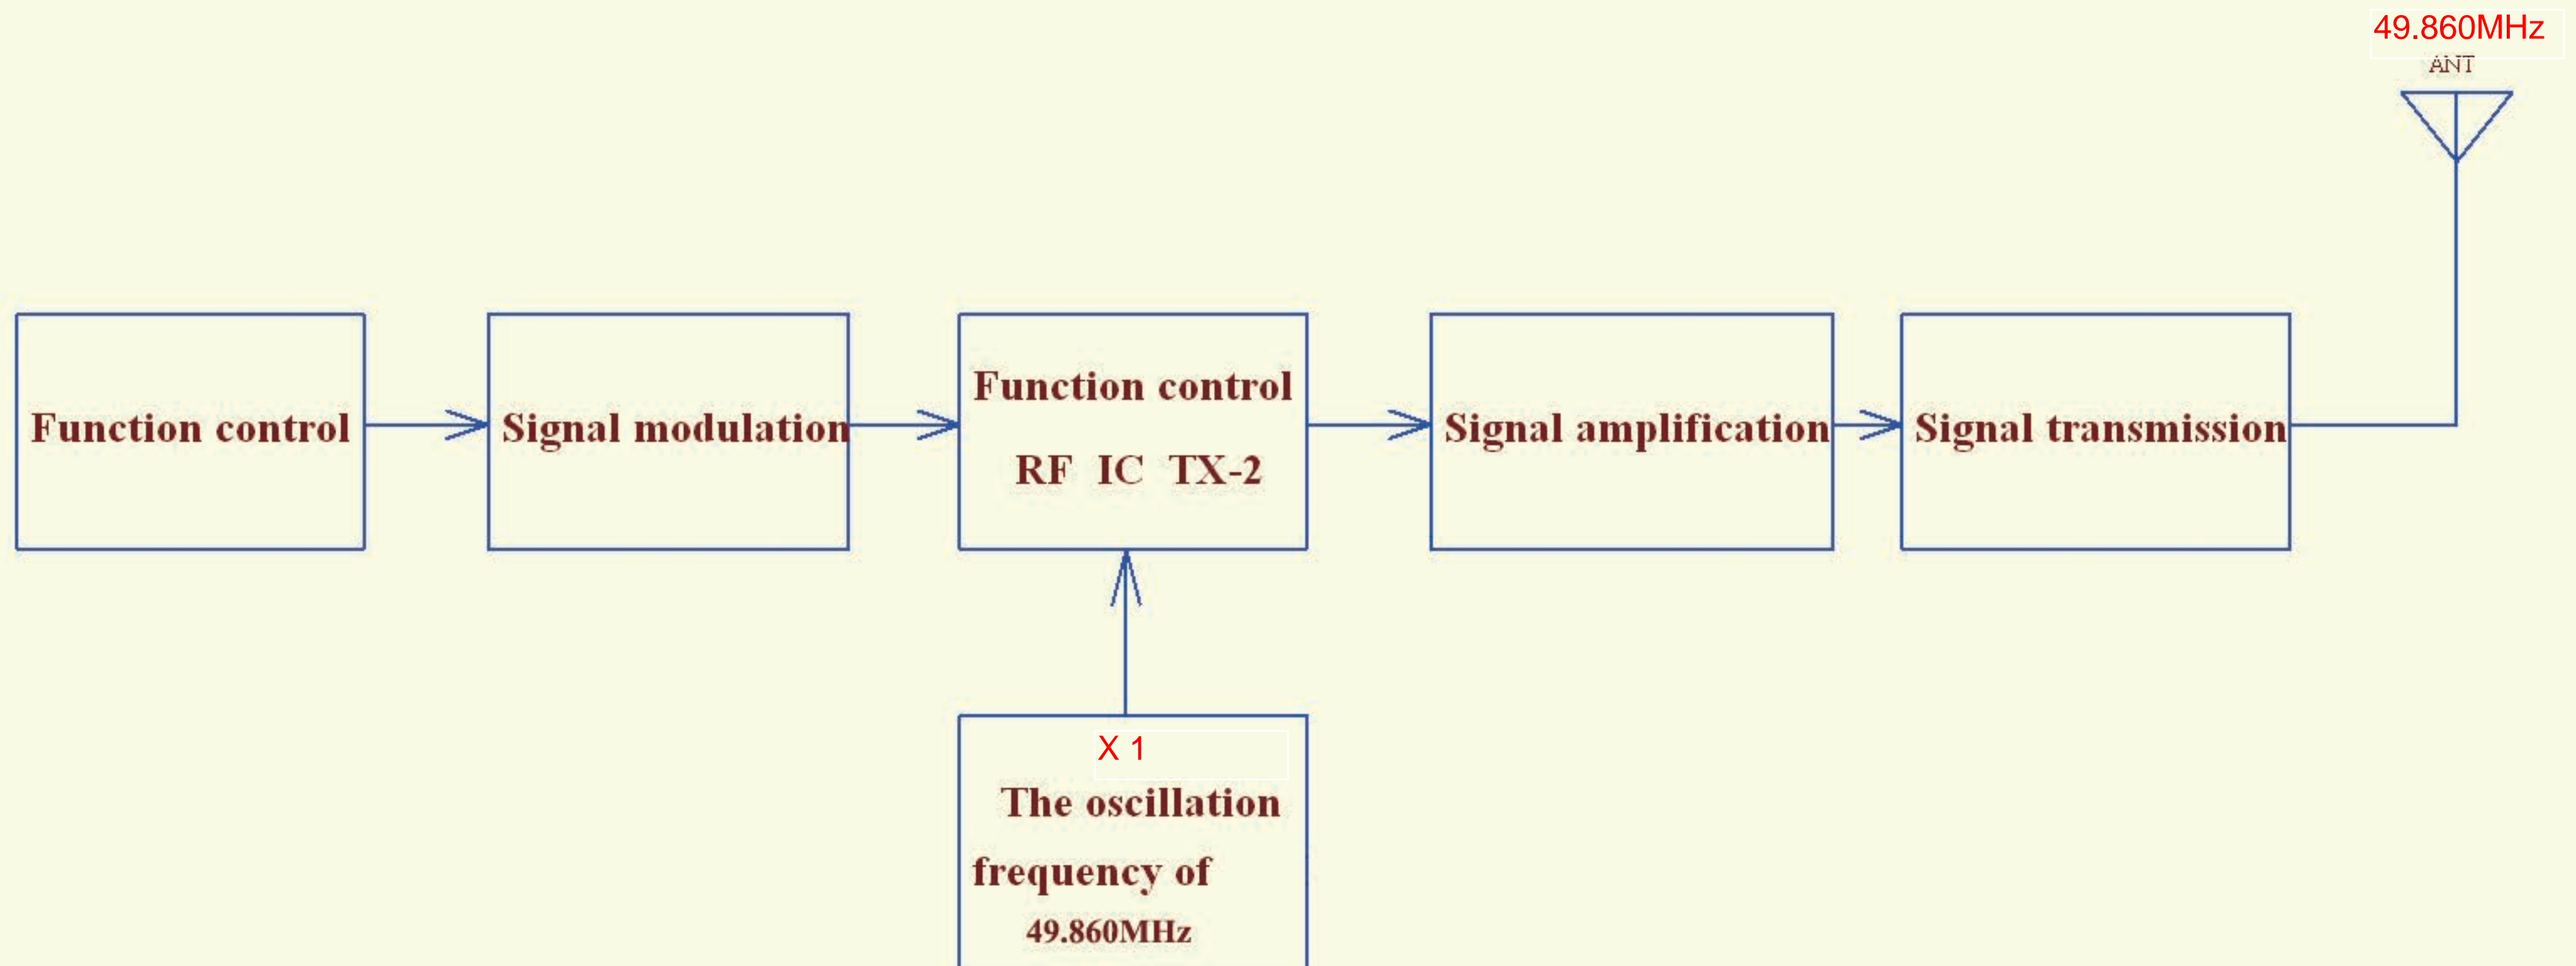 49.860MHz
ANT
Function control
Signal modulation
Function control
RF IC TX-2
Signal amplification
Signal transmission
X 1
The oscillation
frequency of
49.860MHz